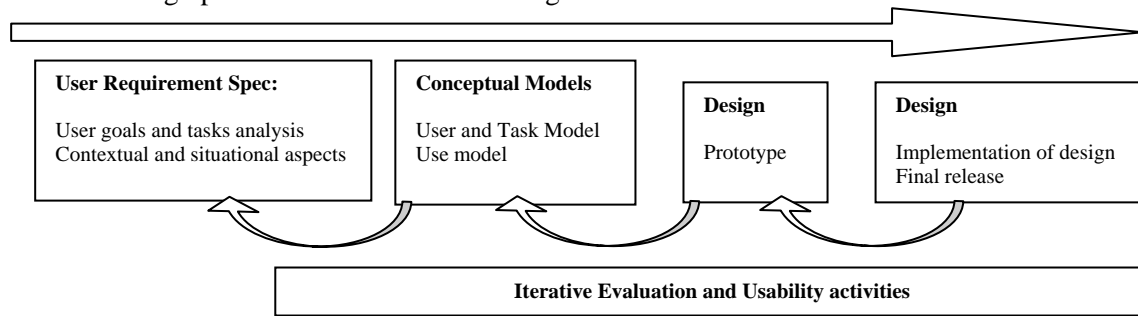 User Requirement Spec:
User goals and tasks analysis
Contextual and situational aspects
Conceptual Models
User and Task Model
Use model
Design
Prototype
Design
Implementation of design
Final release
Iterative Evaluation and Usability activities